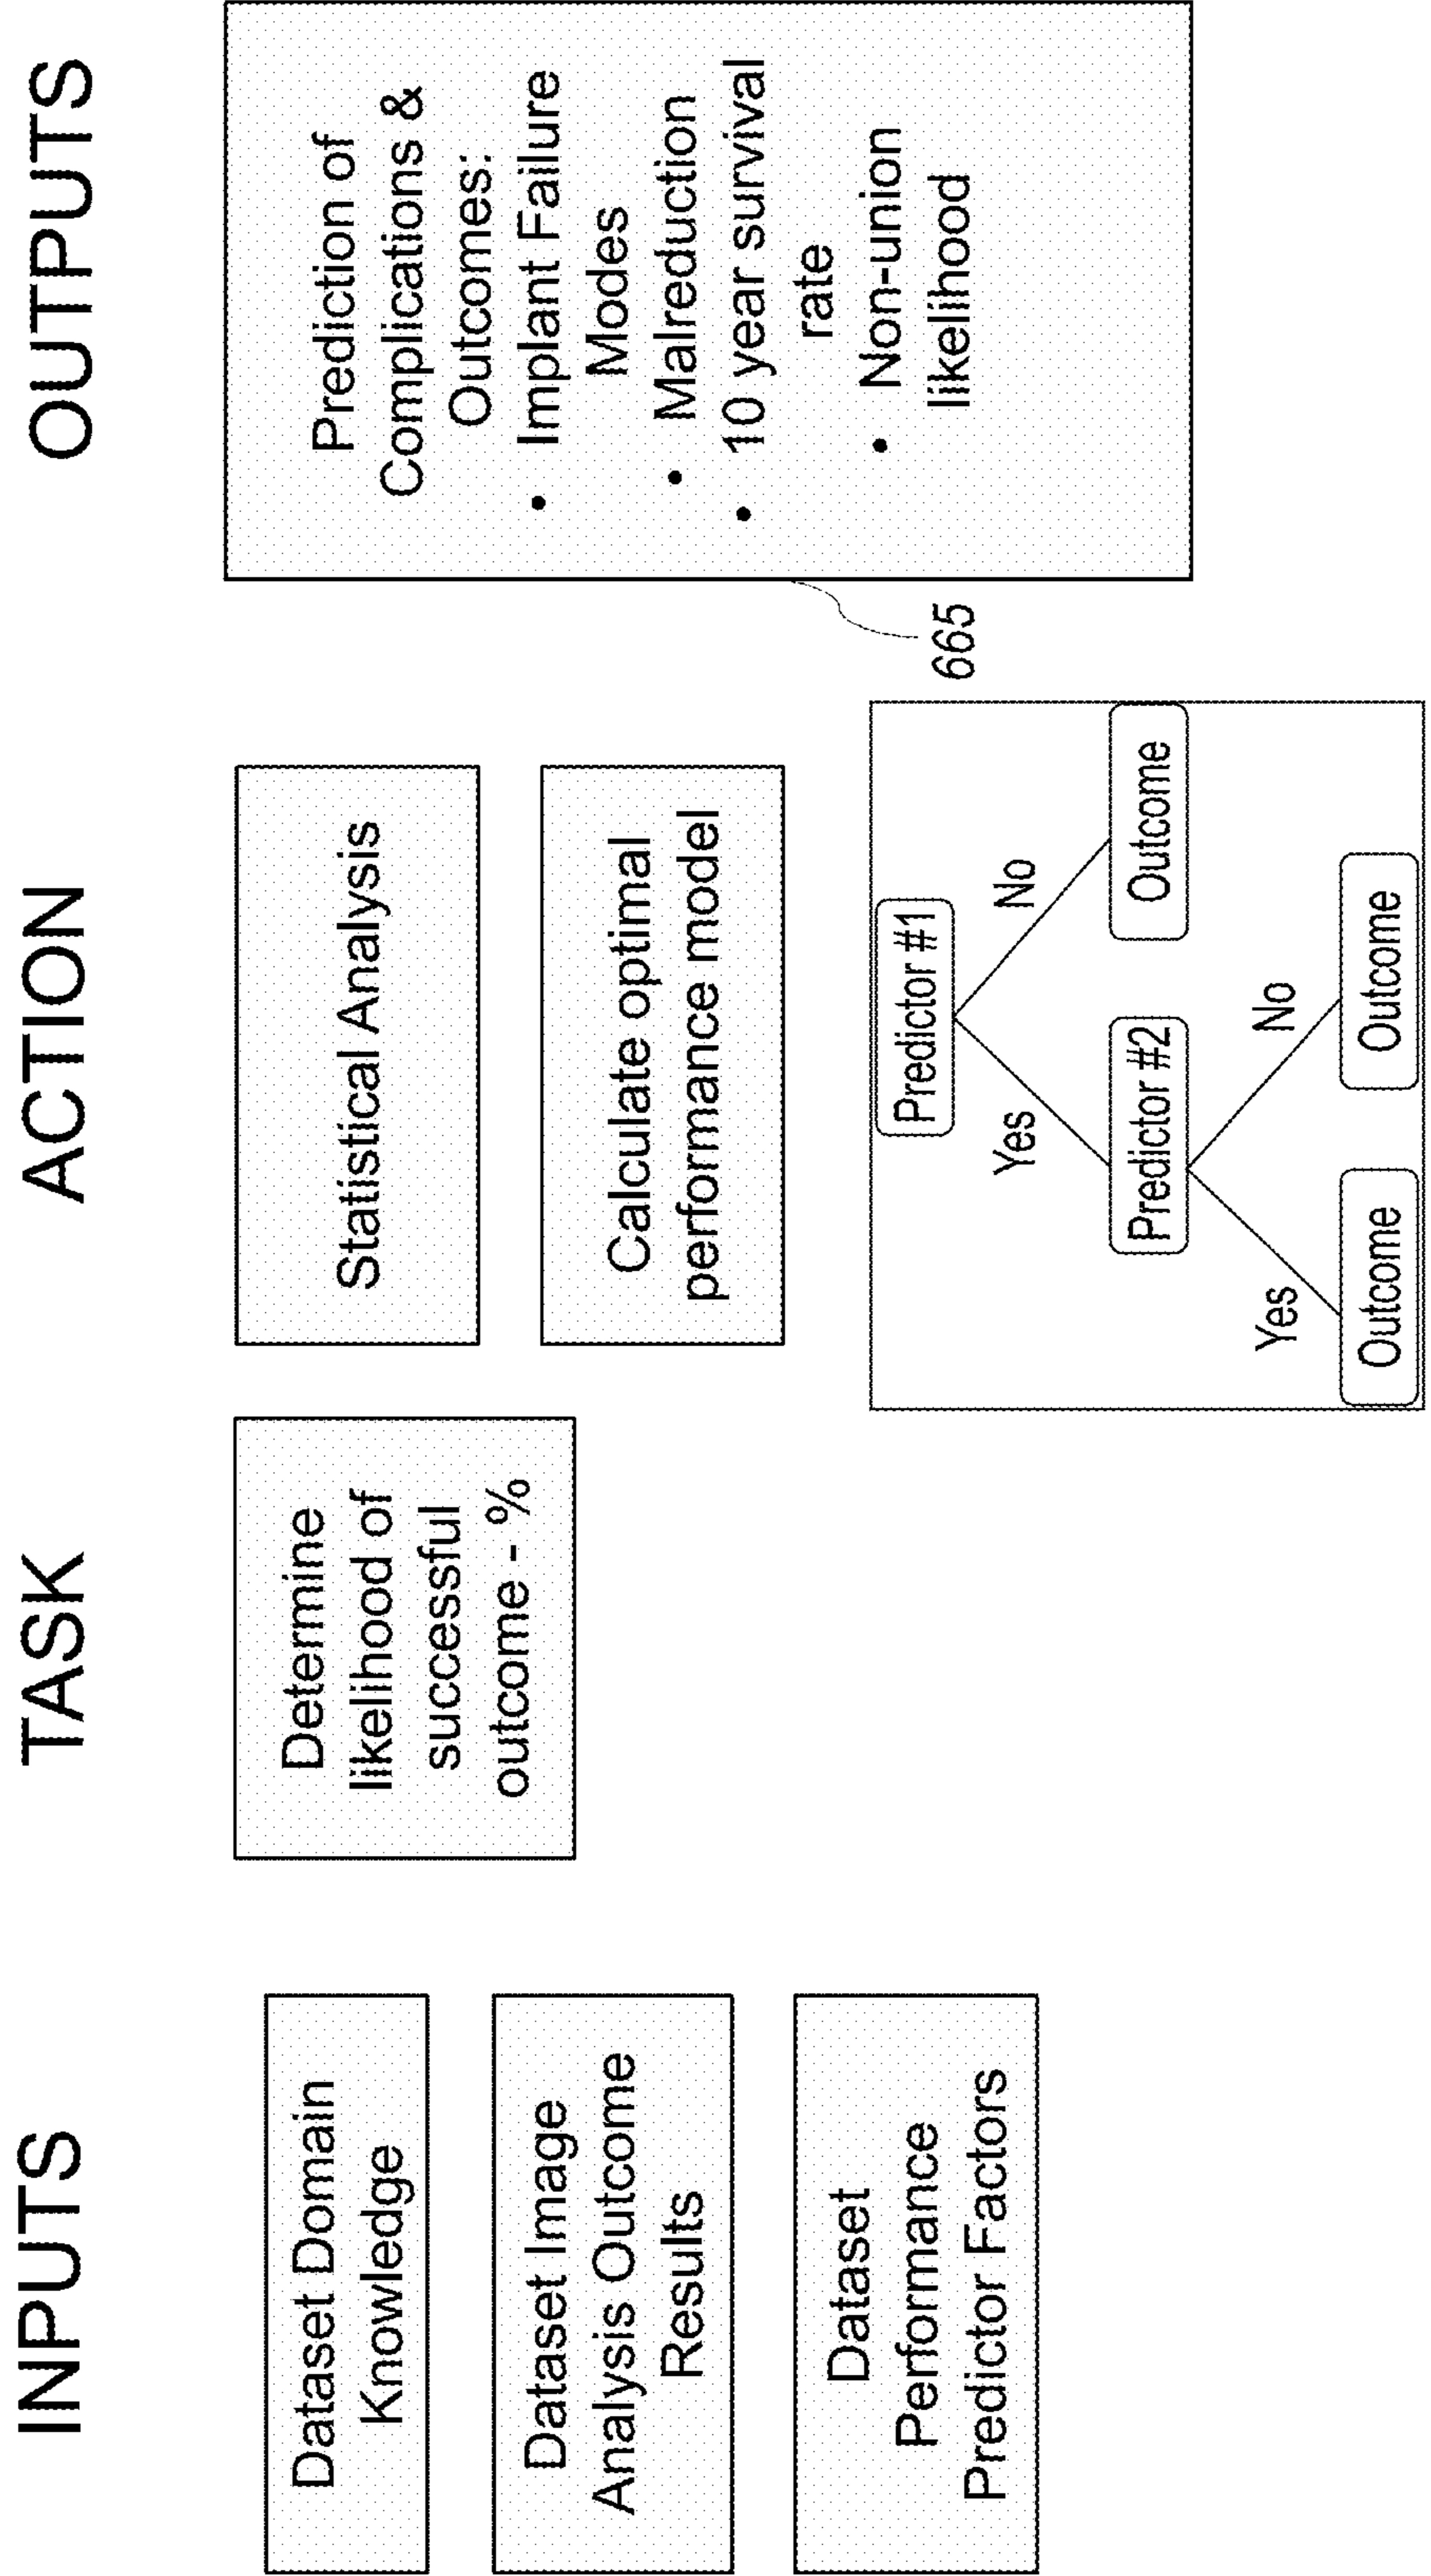 INPUTS
Dataset Domain
Knowledge
Dataset Image
Analysis Outcome
Results
Dataset
Performance
Predictor Factors
TASK
Determine
likelihood of
successful
outcome - %
ACTION
Statistical Analysis
Calculate optimal
performance model
Predictor #1
Yes
No
Predictor #2
Outcome
Yes
No
Outcome
Outcome
OUTPUTS
Prediction of
Complications &
Outcomes:
• Implant Failure
Modes
• Malreduction
• 10 year survival
rate
• Non-union
likelihood
665